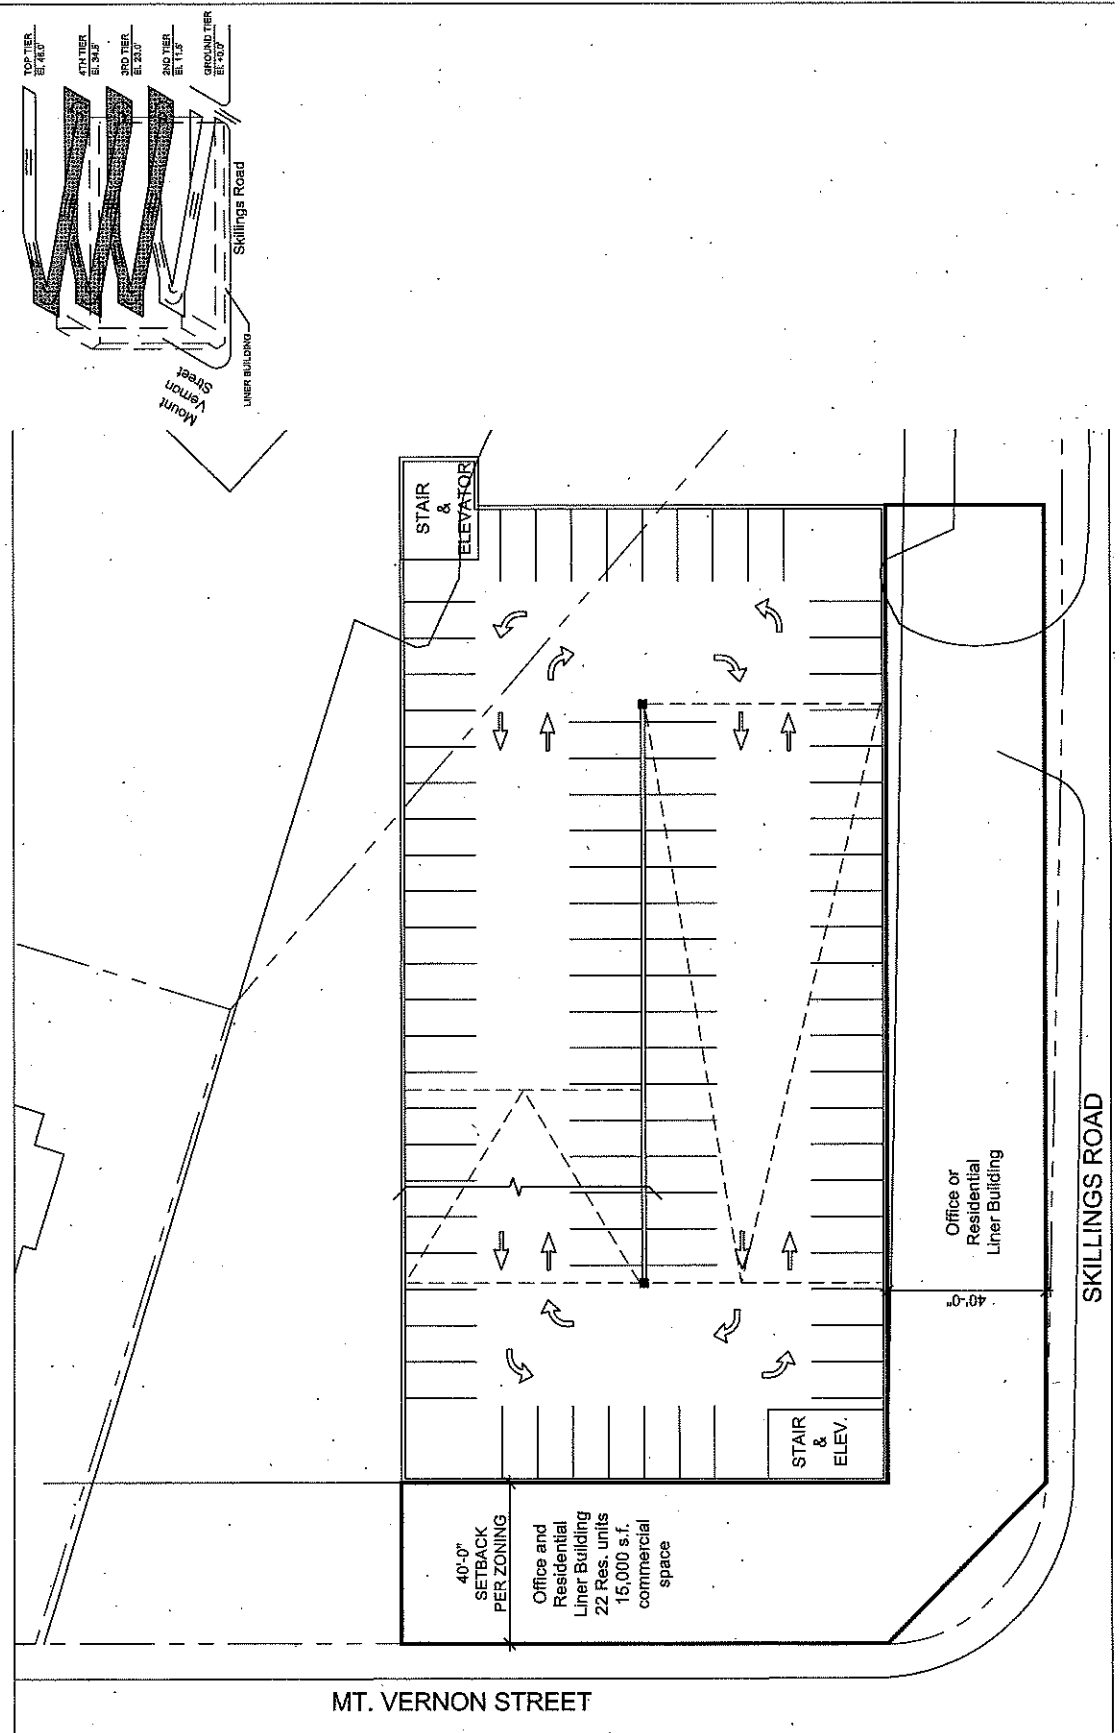 TOP TIER
EL. 46.0'
4TH TIER
EL. 34.5'
3RD TIER
EL. 23.0'
2ND TIER
EL. 11.5'
GROUND TIER
EL. +0.0'
Skillings Road
Mount
Vernon
Street
LINER BUILDING
STAIR
&
ELEVATOR
STAIR
&
ELEV.
Office or
Residential
Liner Building
40'-0"
SKILLINGS ROAD
40'-0"
SETBACK
PER ZONING
Office and
Residential
Liner Building
22 Res. units
15,000 s.f.
commercial
space
MT. VERNON STREET